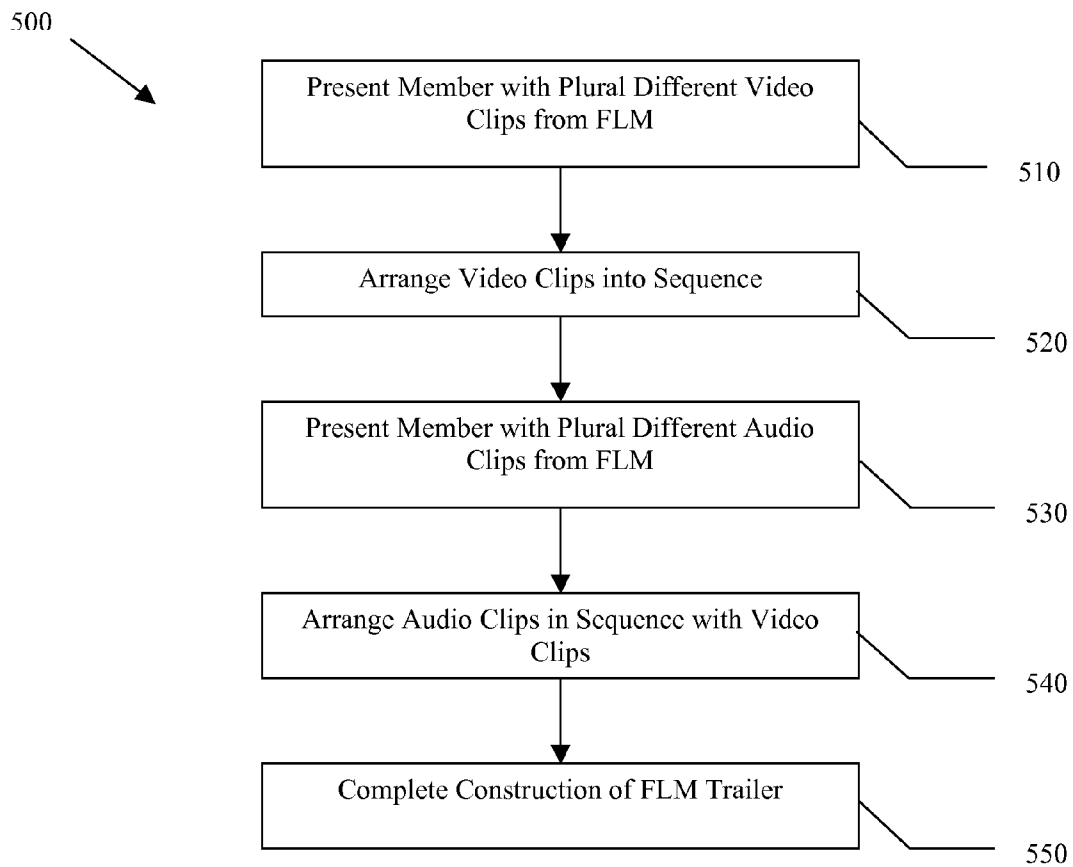 500
Present Member with Plural Different Video
Clips from FLM
510
Arrange Video Clips into Sequence
520
Present Member with Plural Different Audio
Clips from FLM
530
Arrange Audio Clips in Sequence with Video
Clips
540
Complete Construction of FLM Trailer
550